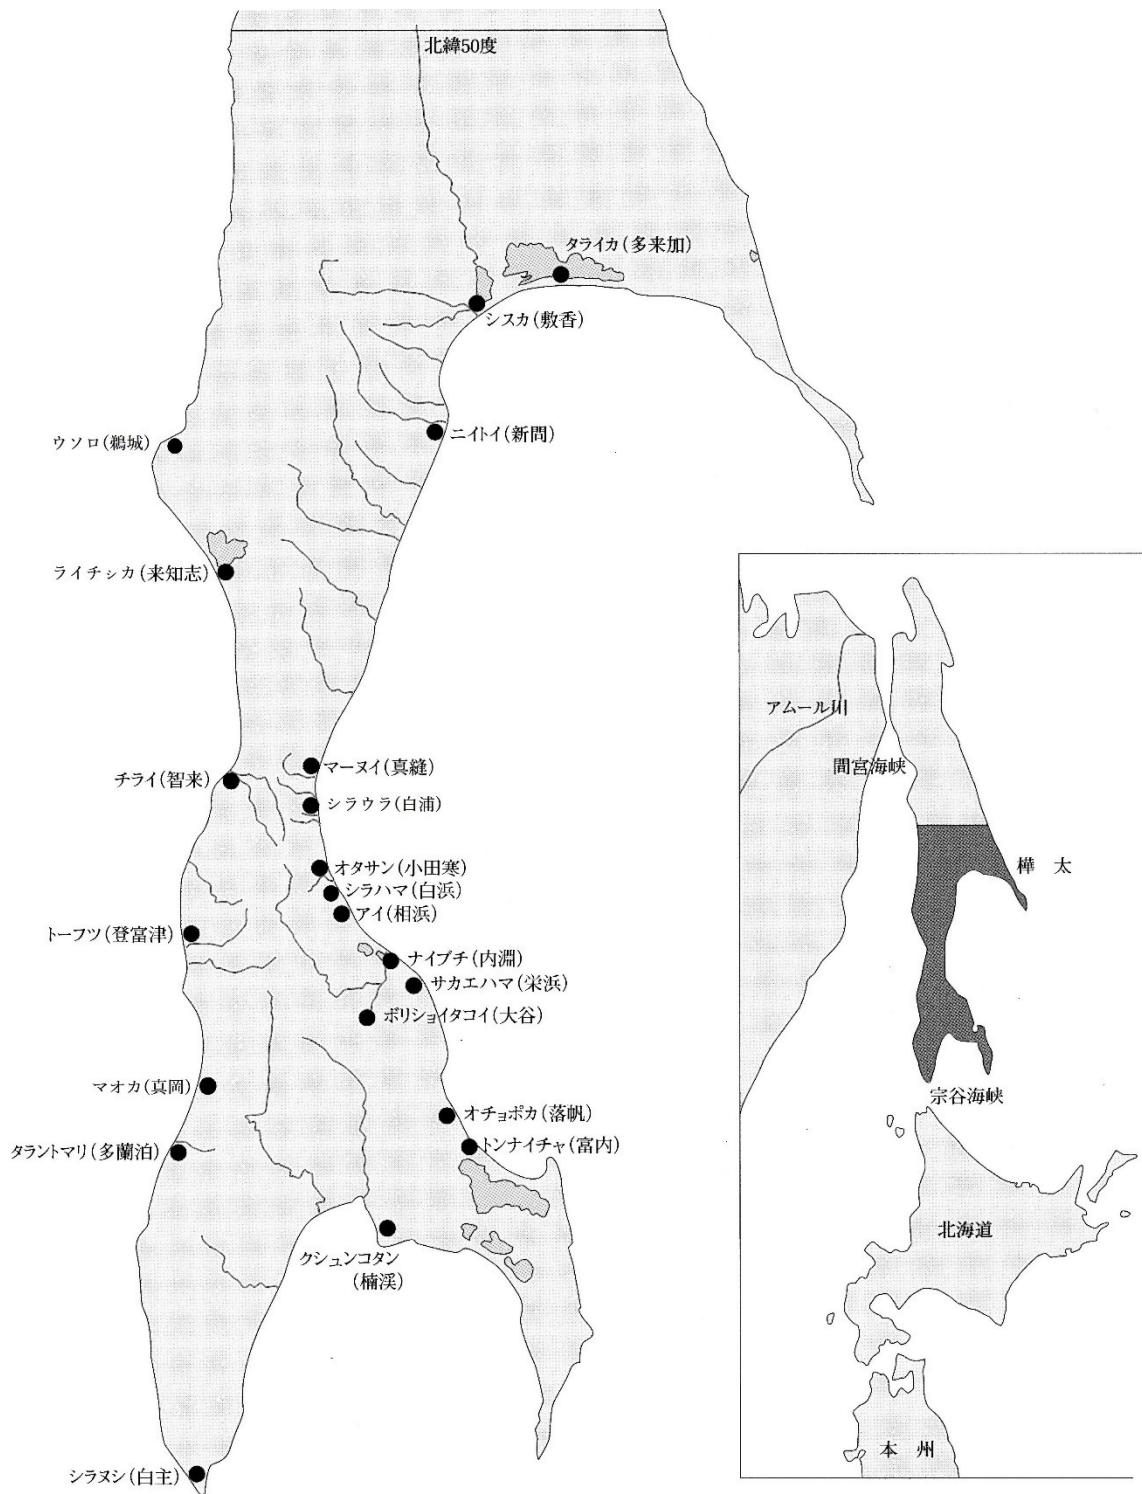 北緯50度
タライカ(多来加)
シスカ(敷香)
ウソロ(鵜城)
ニイトイ(新問)
ライチシカ(来知志)
マーヌイ(真縫)
チライ(智来)
シラウラ(白浦)
オタサン(小田寒)
シラハマ(白浜)
アイ(相浜)
トーフツ(登富津)
ナイブチ(内淵)
サカエハマ(栄浜)
ボリショイタコイ(大谷)
マオカ(真岡)
オチョポカ(落帆)
タラントマリ(多蘭泊)
トンナイチャ(富内)
クシュンコタン
(楠渓)
シラヌシ(白主)
アムール川
間宮海峡
樺太
宗谷海峡
北海道
本州